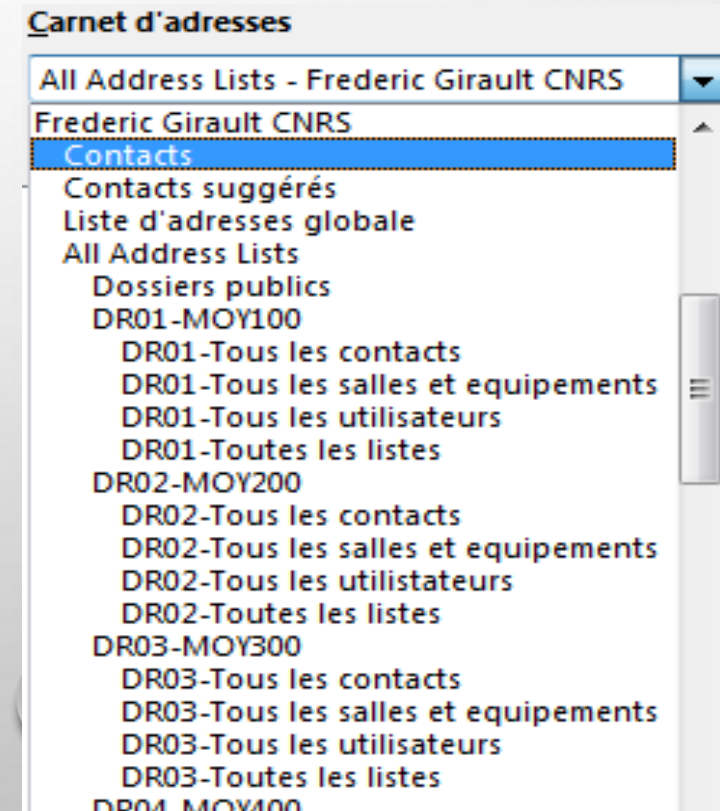 Carnet d'adresses
All Address Lists - Frederic Girault CNRS
Frederic Girault CNRS
Contacts
Contacts suggérés
Liste d'adresses globale
All Address Lists
Dossiers publics
DR01-MOY100
DR01-Tous les contacts
DR01-Tous les salles et equipements
DR01-Tous les utilisateurs
DR01-Toutes les listes
DR02-MOY200
DR02-Tous les contacts
DR02-Tous les salles et equipements
DR02-Tous les utilistateurs
DR02-Toutes les listes
DR03-MOY300
DR03-Tous les contacts
DR03-Tous les salles et equipements
DR03-Tous les utilisateurs
DR03-Toutes les listes
DR04-MOY400